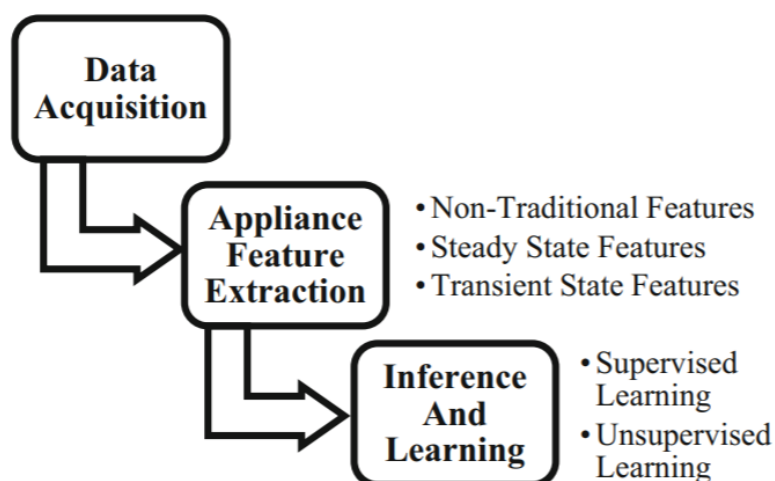 Data
Acquisition
Appliance
Feature
Extraction
• Non-Traditional Features
• Steady State Features
• Transient State Features
Inference
And
Learning
• Supervised
Learning
• Unsupervised
Learning